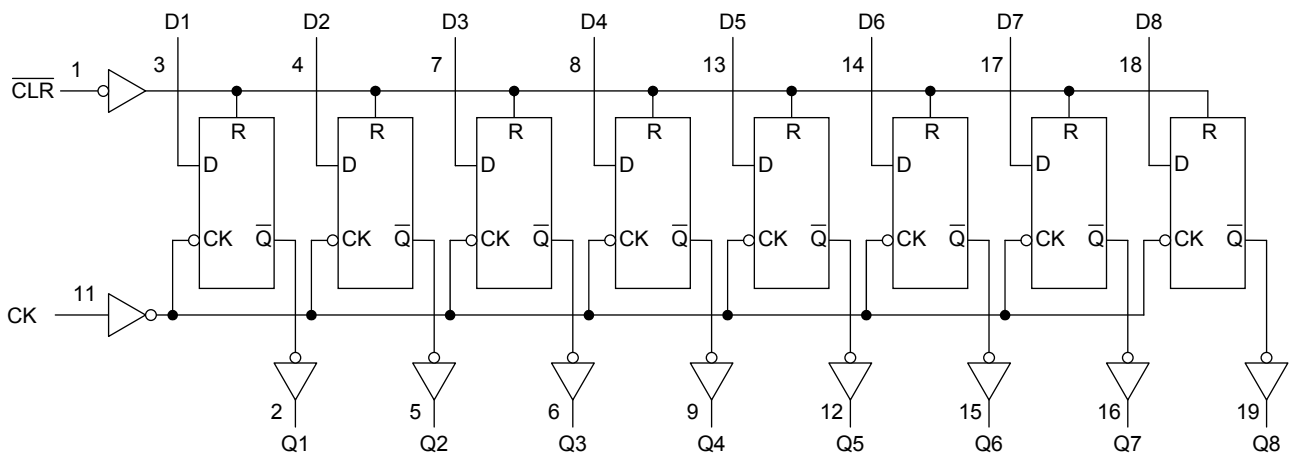 D1 D2 D3 D4 D5 D6 D7 D8
1 3 4 7 8 13 14 17 18
CLR
R R R R R R R R
D D D D D D D D
CK Q CK Q CK Q CK Q CK Q CK Q CK Q CK Q
11
CK
2 5 6 9 12 15 16 19
Q1 Q2 Q3 Q4 Q5 Q6 Q7 Q8